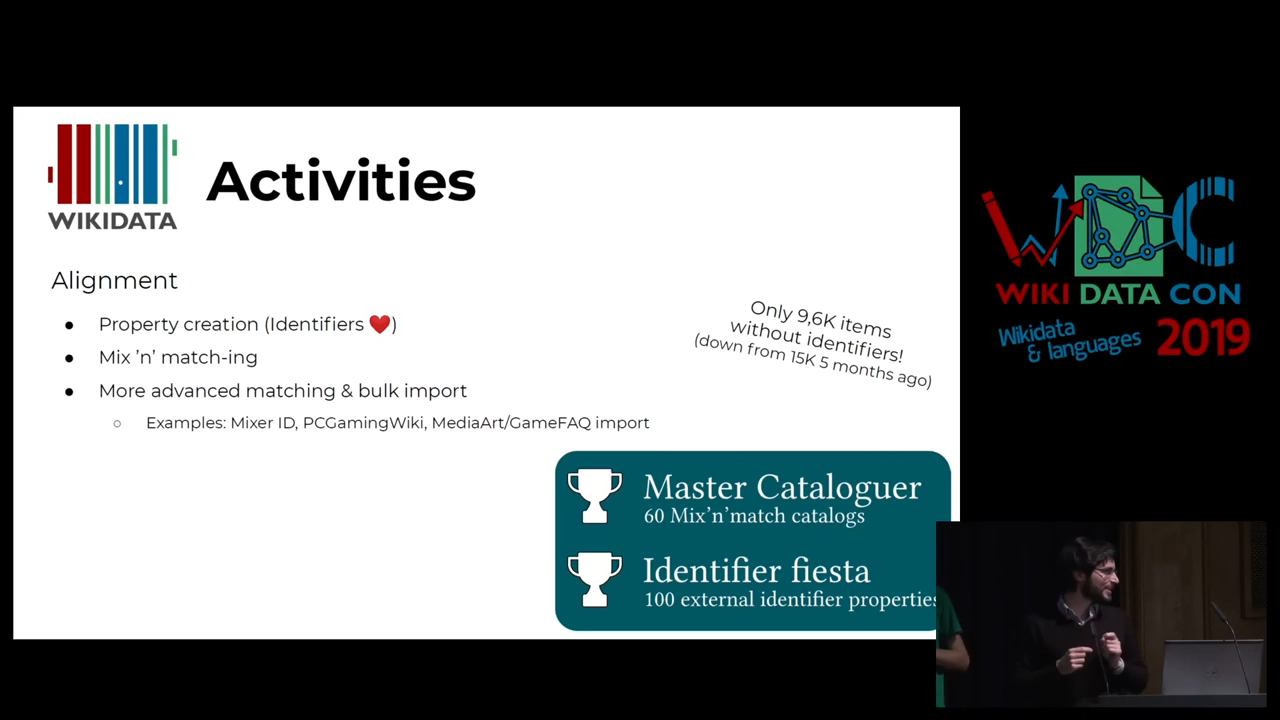 WIKIDATA
Activities
Alignment
● Property creation (Identifiers ❤️)
● Mix ’n’ match-ing
● More advanced matching & bulk import
○ Examples: Mixer ID, PCGamingWiki, MediaArt/GameFAQ import
Only 9,6K items
without identifiers!
(down from 15K 5 months ago)
Master Cataloguer
60 Mix’n’match catalogs
Identifier fiesta
100 external identifier properties
WDC
WIKI DATA CON
Wikidata
& languages
2019